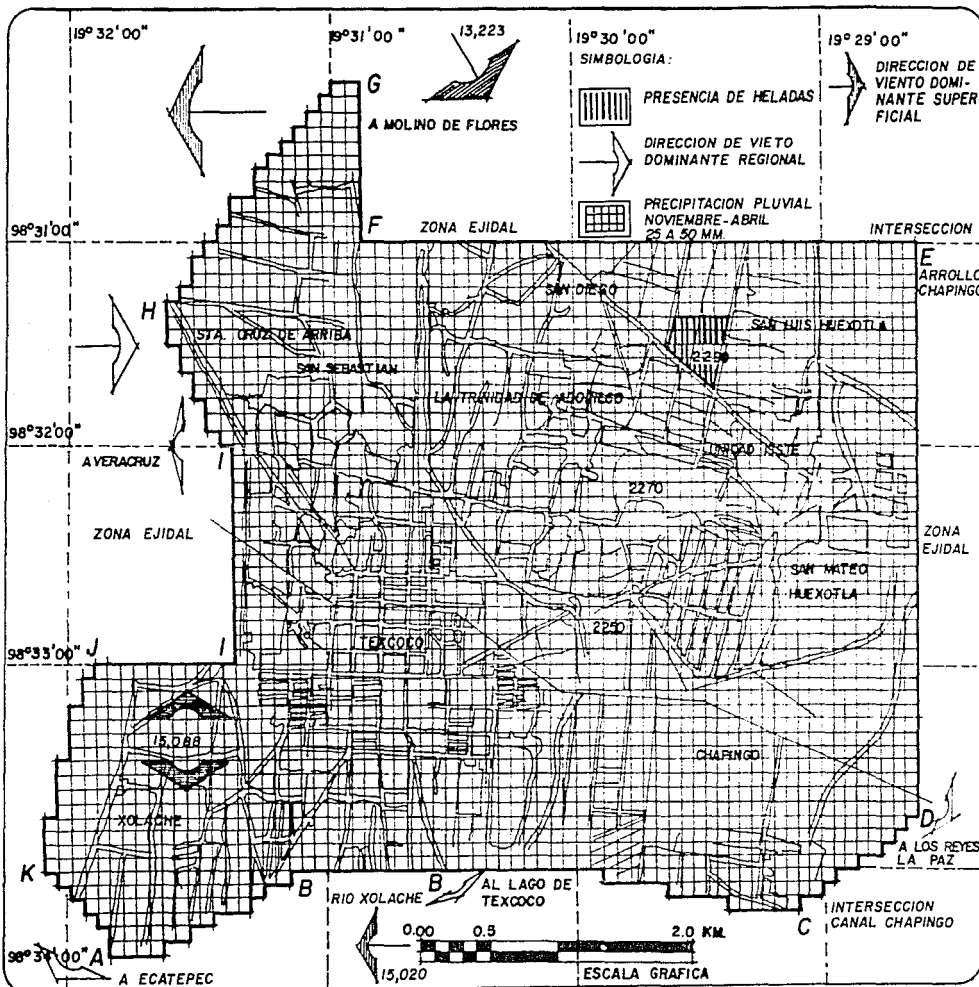 19° 32' 00"
19° 31' 00"
19° 30' 00"
19° 29' 00"
13,223
SIMBOLOGIA:
PRESENCIA DE HELADAS
DIRECCION DE VIETO
DOMINANTE REGIONAL
PRECIPITACION PLUVIAL
NOVIEMBRE-ABRIL
25 A 50 MM.
DIRECCION DE
VIENTO DOMI-
NANTE SUPER
FICIAL
G
A MOLINO DE FLORES
98° 31' 00"
F
ZONA EJIDAL
INTERSECCION
E
ARROLLO
CHAPINGO
SAN DIEGO
H
STA. CRUZ DE ARRIBA
SAN LUIS HUEXOTLA
SAN SEBASTIAN
2290
LA TRINIDAD DE
98° 32' 00"
I
UNIDAD ISSTE
A VERACRUZ
2270
ZONA EJIDAL
ZONA
EJIDAL
SAN MATEO
HUEXOTLA
2250
TEXCOCO
98° 33' 00"
J
I
15,088
CHAPINGO
XOLACHE
D
A LOS REYES
LA PAZ
K
B
B
RIO XOLACHE
AL LAGO DE
TEXCOCO
C
INTERSECCION
CANAL CHAPINGO
98° 34' 00"
A
A ECATEPEC
15,020
0.00
0.5
2.0 KM.
ESCALA GRAFICA